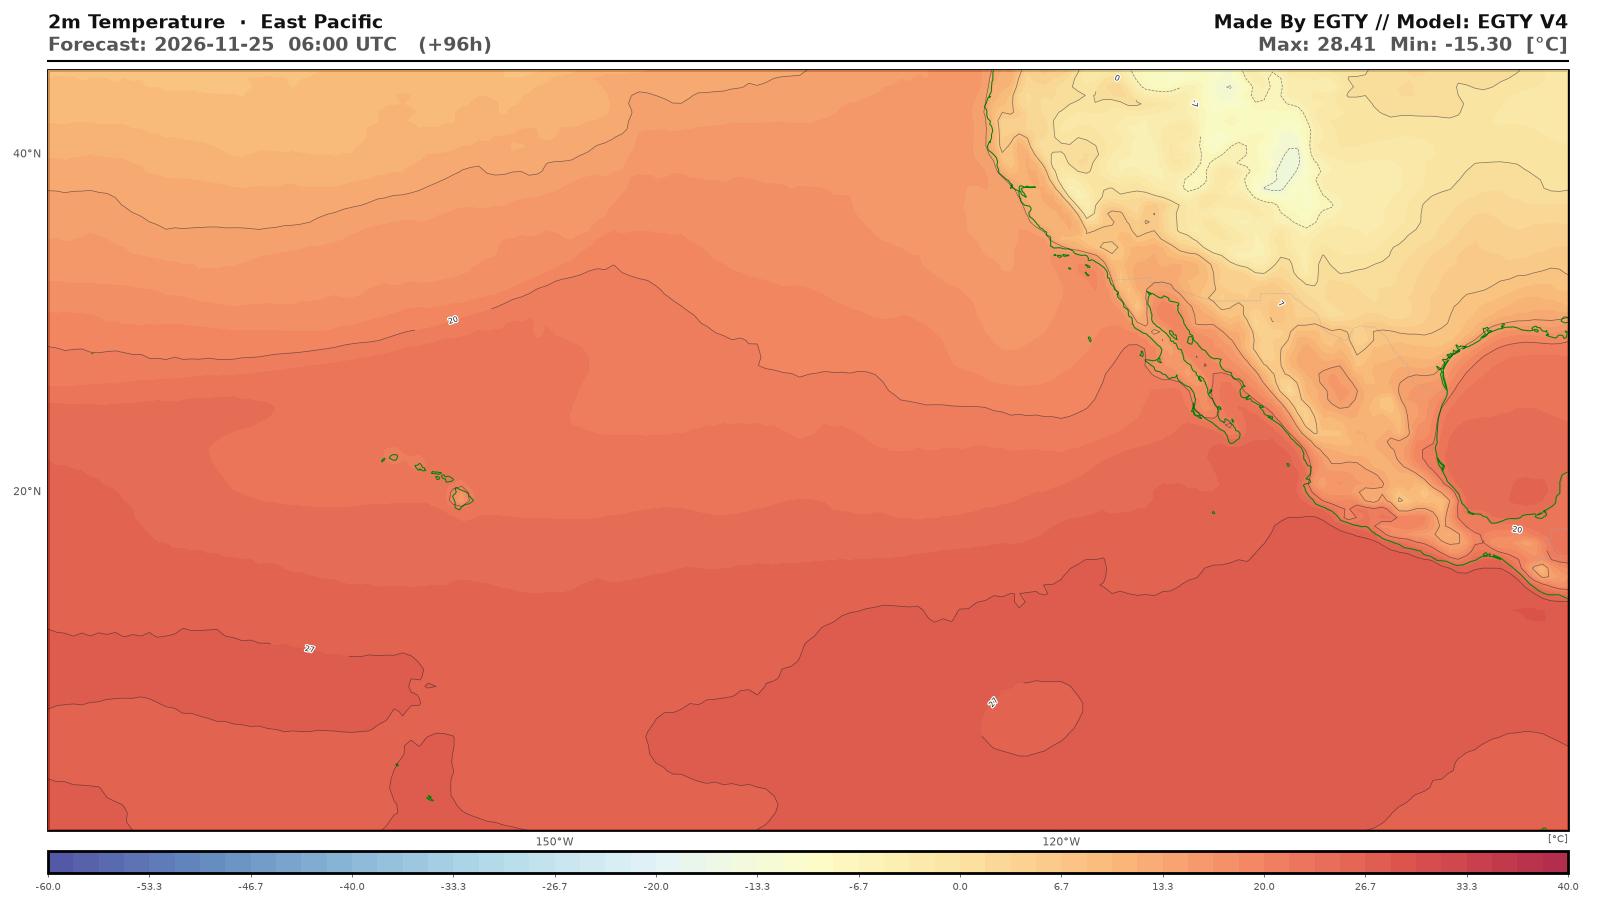 2m Temperature · East Pacific
Made By EGTY // Model: EGTY V4
Forecast: 2026-11-25 06:00 UTC (+96h)
Max: 28.41 Min: -15.30 [°C]
0
-7
40°N
7
20
20°N
20
27
27
150°W
120°W
[°C]
-60.0
-53.3
-46.7
-40.0
-33.3
-26.7
-20.0
-13.3
-6.7
0.0
6.7
13.3
20.0
26.7
33.3
40.0